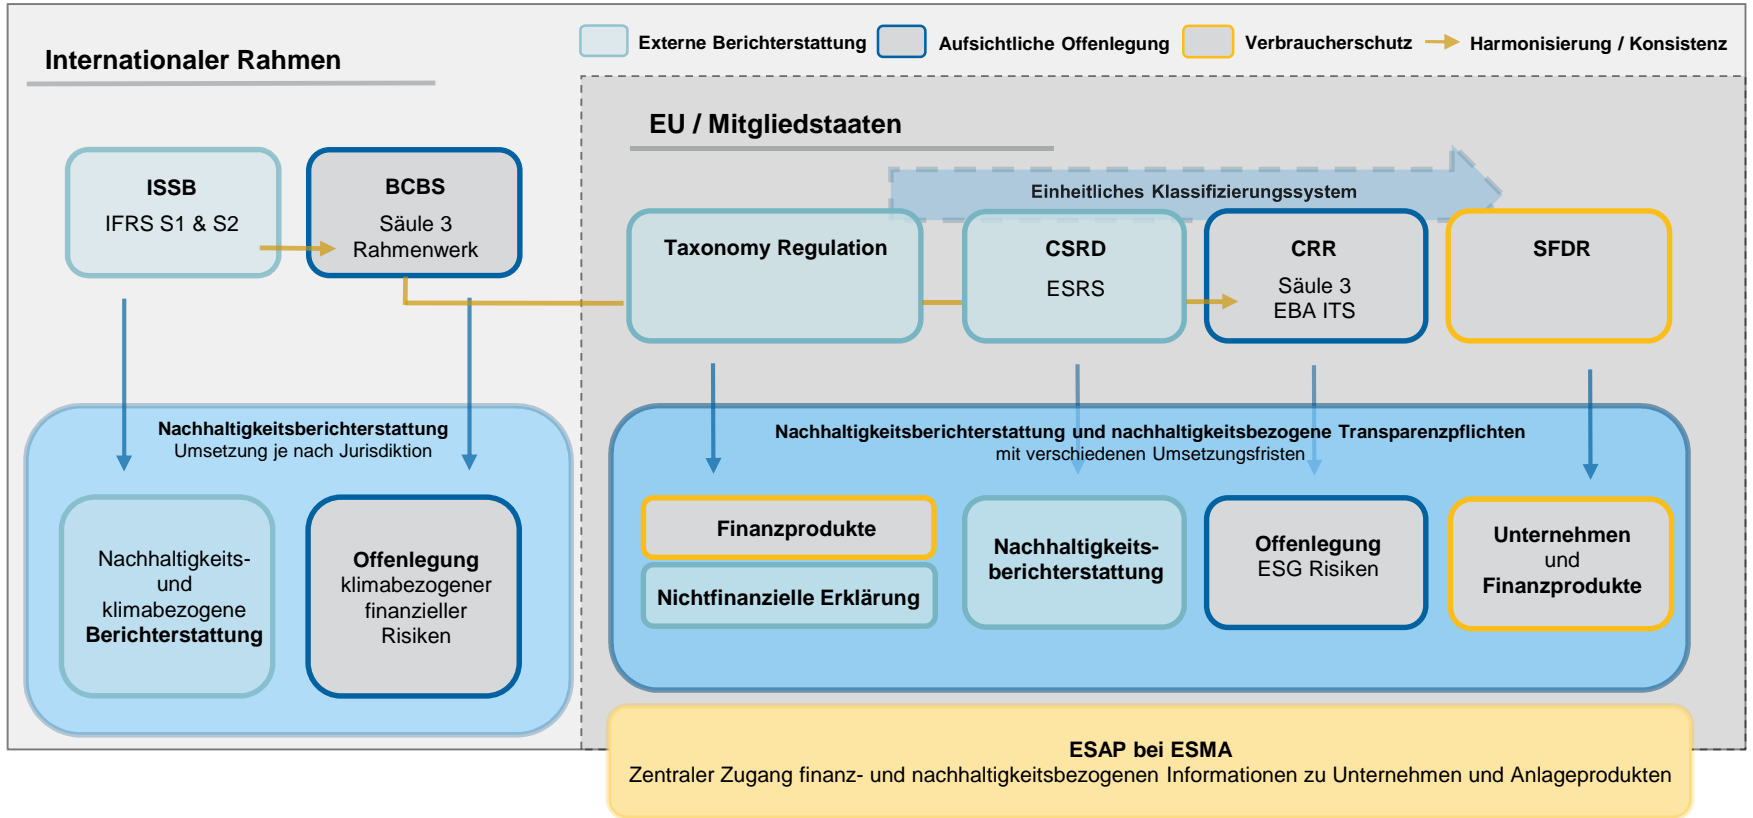 Internationaler Rahmen
Externe Berichterstattung
Aufsichtliche Offenlegung
Verbraucherschutz
Harmonisierung / Konsistenz
EU / Mitgliedstaaten
Einheitliches Klassifizierungssystem
ISSB
IFRS S1 & S2
BCBS
Säule 3
Rahmenwerk
Taxonomy Regulation
CSRD
ESRS
CRR
Säule 3
EBA ITS
SFDR
Nachhaltigkeitsberichterstattung
Umsetzung je nach Jurisdiktion
Nachhaltigkeits-
und
klimabezogene
Berichterstattung
Offenlegung
klimabezogener
finanzieller
Risiken
Nachhaltigkeitsberichterstattung und nachhaltigkeitsbezogene Transparenzpflichten
mit verschiedenen Umsetzungsfristen
Finanzprodukte
Nichtfinanzielle Erklärung
Nachhaltigkeits-
berichterstattung
Offenlegung
ESG Risiken
Unternehmen
und
Finanzprodukte
ESAP bei ESMA
Zentraler Zugang finanz- und nachhaltigkeitsbezogenen Informationen zu Unternehmen und Anlageprodukten